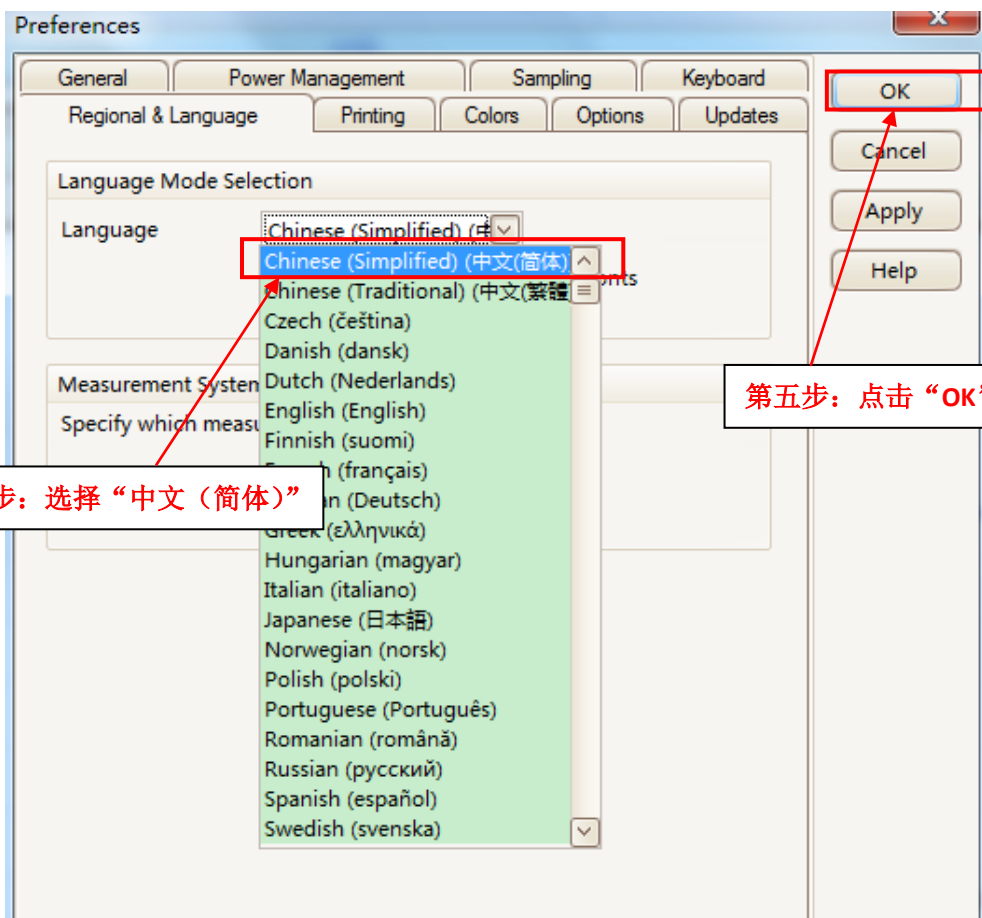 Preferences
General Power Management Sampling Keyboard
Regional & Language Printing Colors Options Updates
OK
Cancel
Apply
Help
Language Mode Selection
Language Chinese (Simplified) (
Chinese (Simplified) (中文(简体)
Chinese (Traditional) (中文(繁體
Czech (čeština)
Danish (dansk)
Dutch (Nederlands)
English (English)
Finnish (suomi)
(français)
(Deutsch)
Greek (ελληνικά)
Hungarian (magyar)
Italian (italiano)
Japanese (日本語)
Norwegian (norsk)
Polish (polski)
Portuguese (Português)
Romanian (română)
Russian (русский)
Spanish (español)
Swedish (svenska)
Measurement System
Specify which
步：选择“中文（简体）”
第五步：点击“OK”